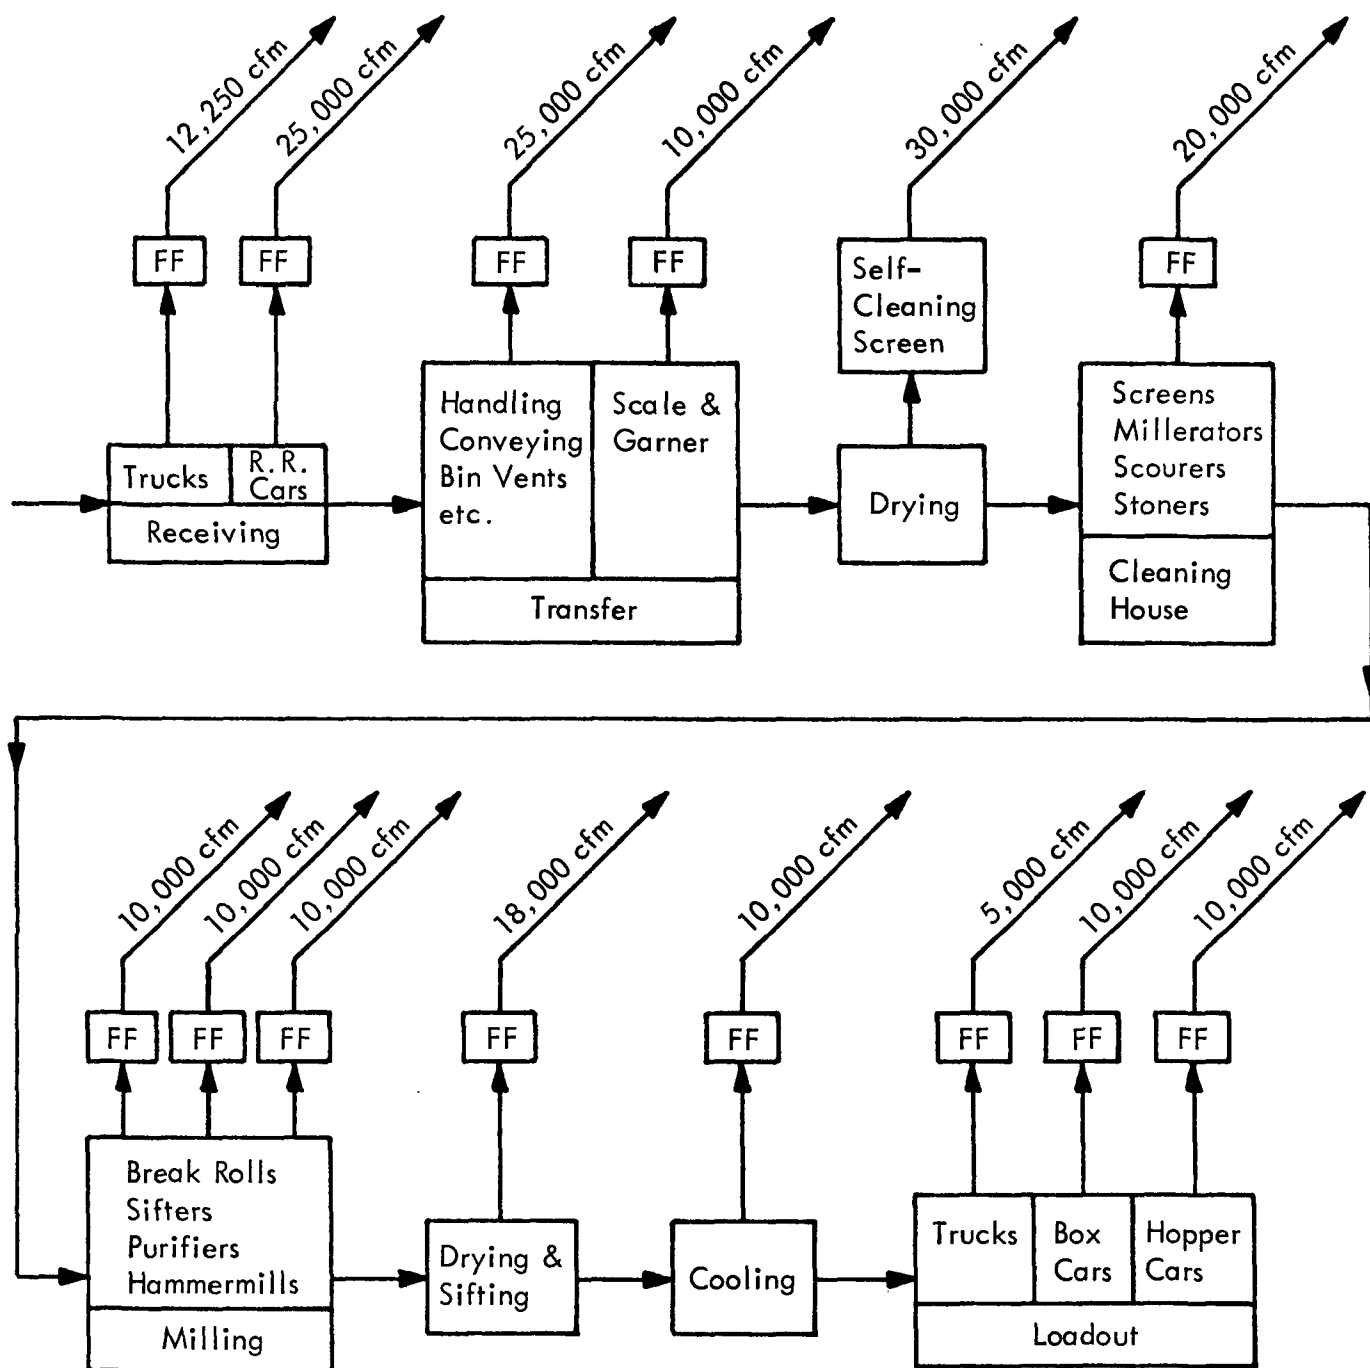 12,250 cfm
25,000 cfm
25,000 cfm
10,000 cfm
30,000 cfm
20,000 cfm
FF
FF
FF
FF
Self-
Cleaning
Screen
FF
Trucks
R.R.
Cars
Receiving
Handling
Conveying
Bin Vents
etc.
Scale &
Garner
Transfer
Drying
Screens
Millerators
Scourers
Stoners
Cleaning
House
10,000 cfm
10,000 cfm
10,000 cfm
18,000 cfm
10,000 cfm
5,000 cfm
10,000 cfm
10,000 cfm
FF
FF
FF
FF
FF
FF
FF
FF
Break Rolls
Sifters
Purifiers
Hammermills
Milling
Drying &
Sifting
Cooling
Trucks
Box
Cars
Hopper
Cars
Loadout